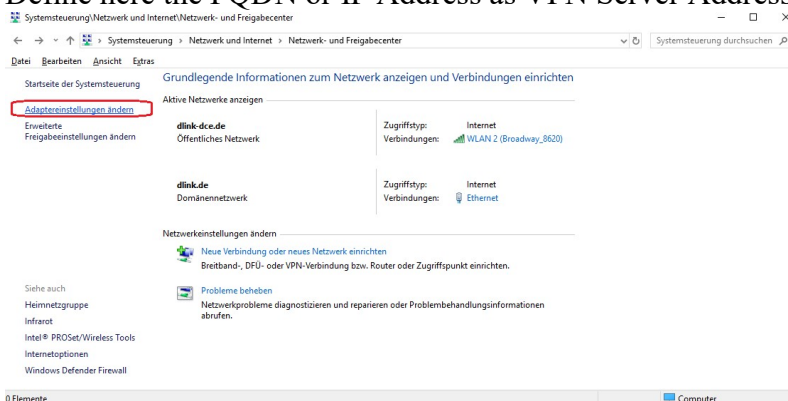 Define here the FQDN or IP Address as VPN Server Address
Systemsteuerung\Netzwerk und Internet\Netzwerk- und Freigabecenter
Systemsteuerung > Netzwerk und Internet > Netzwerk- und Freigabecenter
Systemsteuerung durchsuchen
Datei Bearbeiten Ansicht Extras
Startseite der Systemsteuerung
Adaptereinstellungen ändern
Erweiterte
Freigabeeinstellungen ändern
Grundlegende Informationen zum Netzwerk anzeigen und Verbindungen einrichten
Aktive Netzwerke anzeigen
dlink-dce.de
Öffentliches Netzwerk
Zugriffstyp: Internet
Verbindungen: WLAN 2 (Broadway_8620)
dlink.de
Domänennetzwerk
Zugriffstyp: Internet
Verbindungen: Ethernet
Netzwerkeinstellungen ändern
Neue Verbindung oder neues Netzwerk einrichten
Breitband-, DFÜ- oder VPN-Verbindung bzw. Router oder Zugriffspunkt einrichten.
Probleme beheben
Netzwerkprobleme diagnostizieren und reparieren oder Problembehandlungsinformationen
abrufen.
Siehe auch
Heimnetzgruppe
Infrarot
Intel® PROSet/Wireless Tools
Internetoptionen
Windows Defender Firewall
0 Elemente
Computer